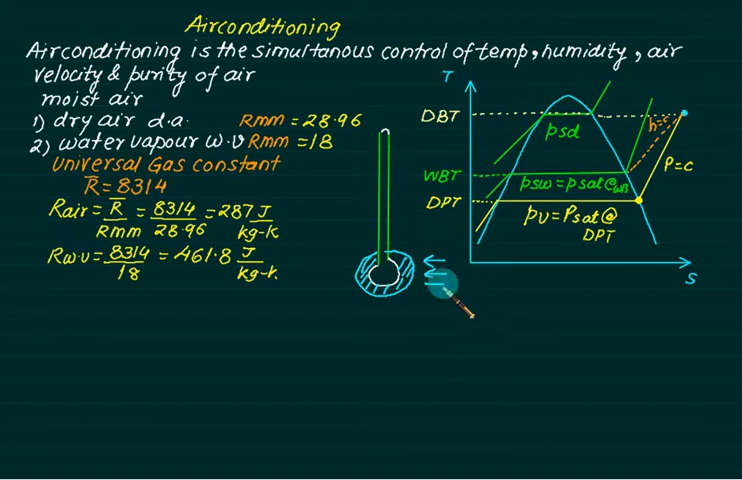 Airconditioning
Airconditioning is the simultanous control of temp, humidity, air
velocity & purity of air
moist air
1) dry air d.a. Rmm = 28.96
2) water vapour w.v Rmm = 18
Universal Gas constant
R̅ = 8314
Rair = R̅/Rmm = 8314/28.96 = 287 J/kg-k
Rw.v = 8314/18 = 461.8 J/kg-k
T
DBT
psd
h=c
WBT
psw = psat@WB
P=C
DPT
pv = Psat@
DPT
S